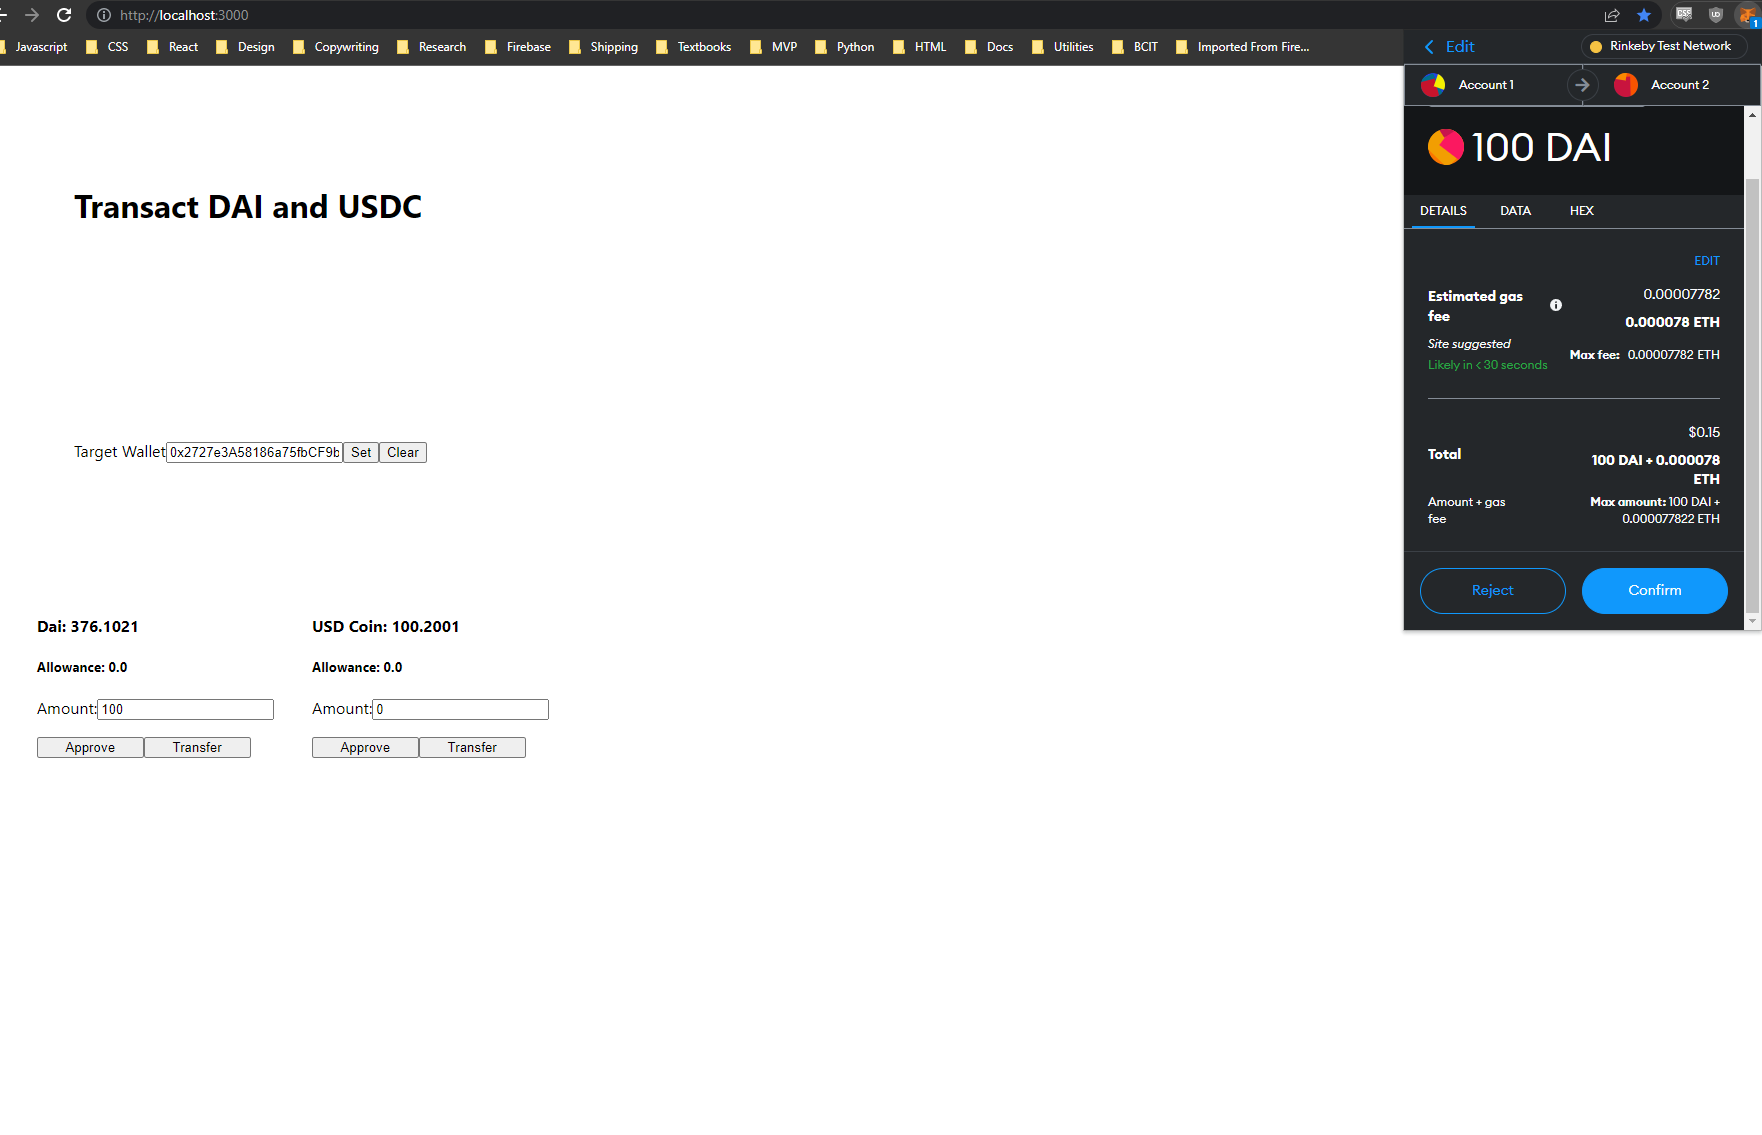 http://localhost:3000
CSS
UD
1
Javascript CSS React Design Copywriting Research Firebase Shipping Textbooks MVP Python HTML Docs Utilities BCIT Imported From Fire...
Edit Rinkeby Test Network
Account 1 Account 2
100 DAI
DETAILS DATA HEX
EDIT
Estimated gas fee 0.00007782
0.000078 ETH
Site suggested
Likely in < 30 seconds Max fee: 0.00007782 ETH
$0.15
Total 100 DAI + 0.000078
ETH
Amount + gas Max amount: 100 DAI +
fee 0.000077822 ETH
Reject Confirm
Transact DAI and USDC
Target Wallet 0x2727e3A58186a75fbCF9b Set Clear
Dai: 376.1021 USD Coin: 100.2001
Allowance: 0.0 Allowance: 0.0
Amount: 100 Amount: 0
Approve Transfer Approve Transfer